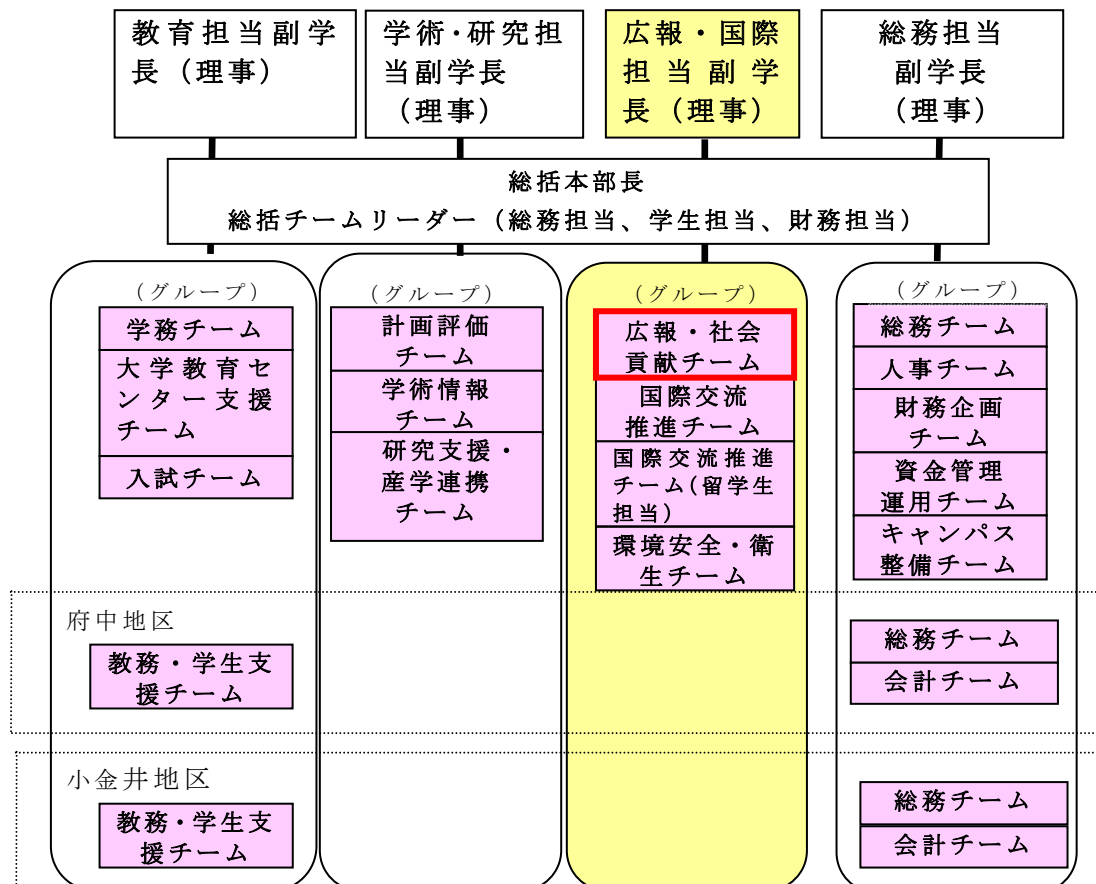 教育担当副学
長（理事）
学術・研究担
当副学長
（理事）
広報・国際
担当副学
長（理事）
総務担当
副学長
（理事）
総括本部長
総括チームリーダー（総務担当、学生担当、財務担当）
（グループ）
学務チーム
大学教育セ
ンター支援
チーム
入試チーム
（グループ）
計画評価
チーム
学術情報
チーム
研究支援・
産学連携
チーム
（グループ）
広報・社会
貢献チーム
国際交流
推進チーム
国際交流推進
チーム（留学生
担当）
環境安全・衛
生チーム
（グループ）
総務チーム
人事チーム
財務企画
チーム
資金管理
運用チーム
キャンパス
整備チーム
府中地区
教務・学生支
援チーム
総務チーム
会計チーム
小金井地区
教務・学生支
援チーム
総務チーム
会計チーム